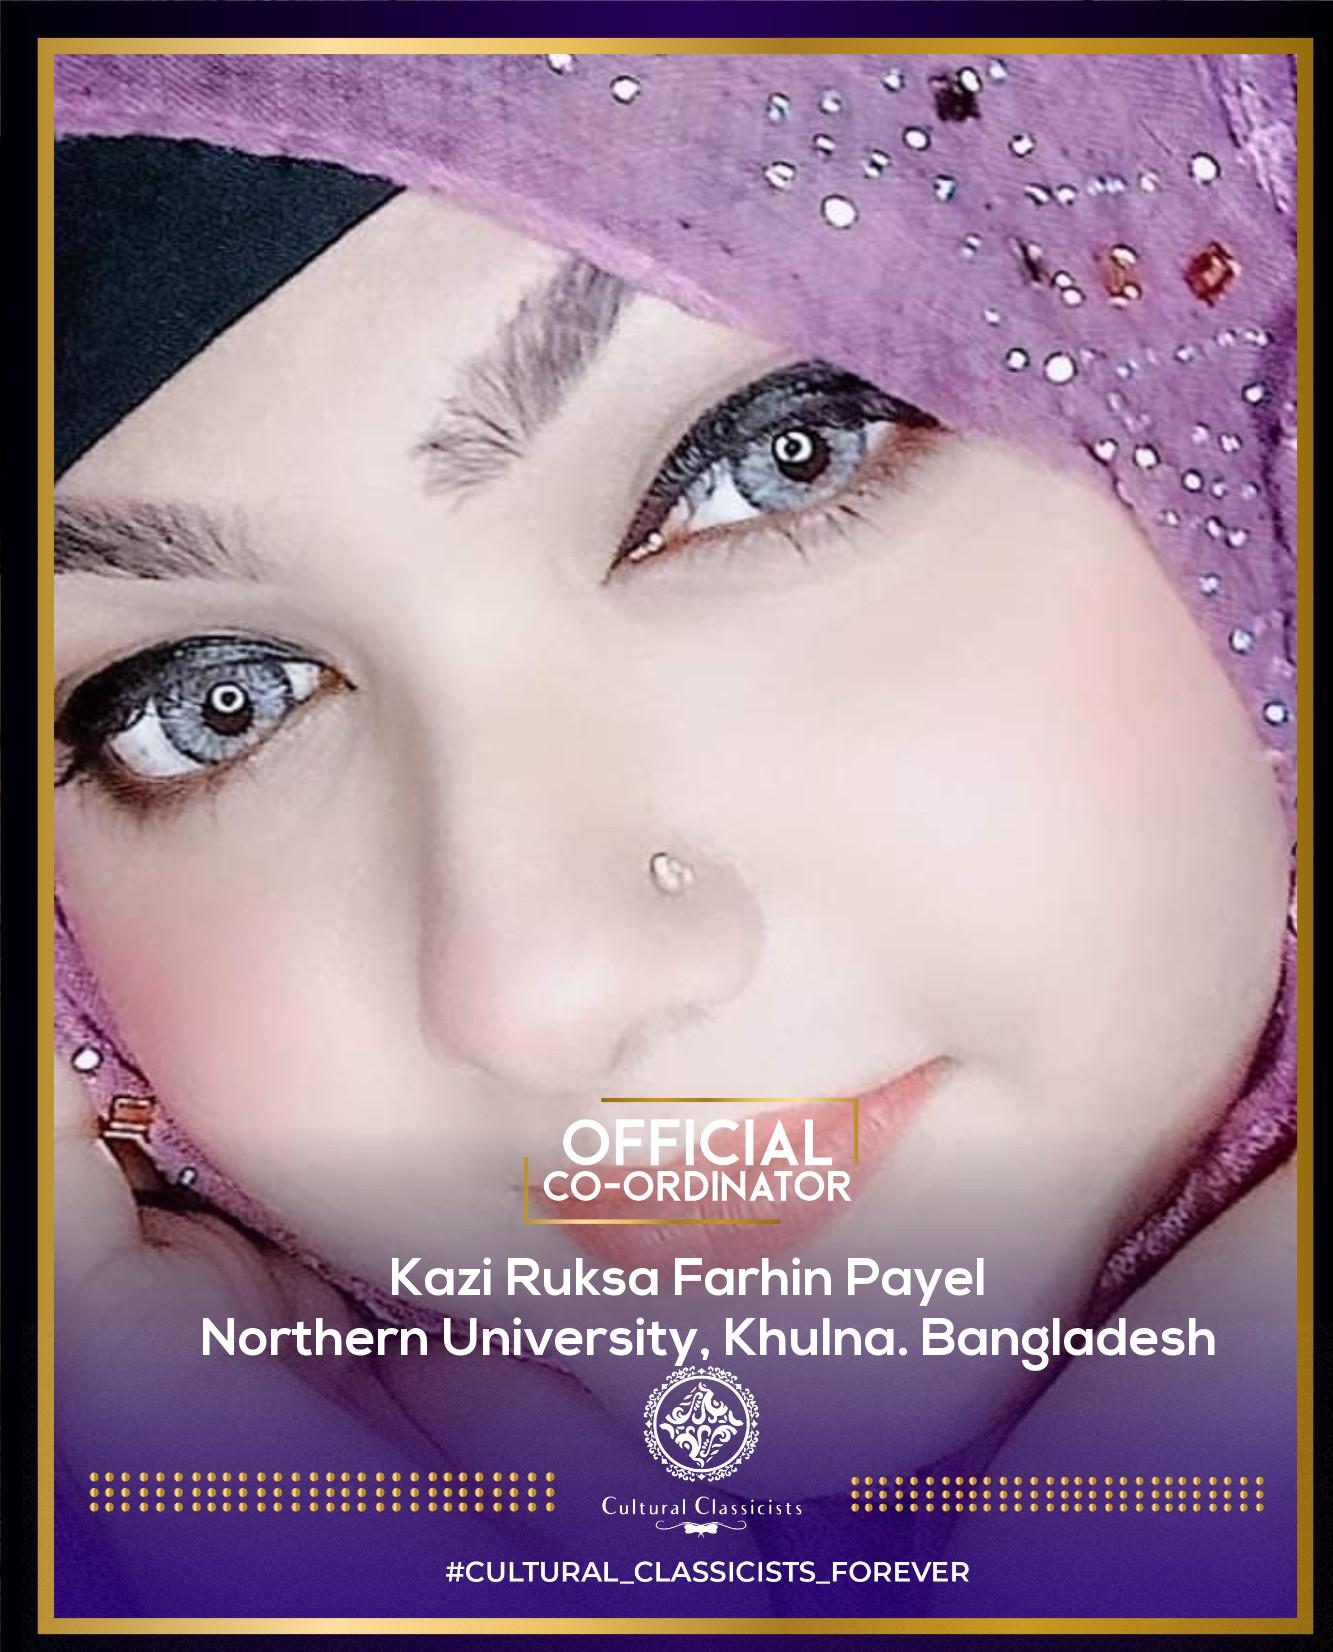 OFFICIAL
CO-ORDINATOR
Kazi Ruksa Farhin Payel
Northern University, Khulna. Bangladesh
Cultural Classicists
#CULTURAL_CLASSICISTS_FOREVER